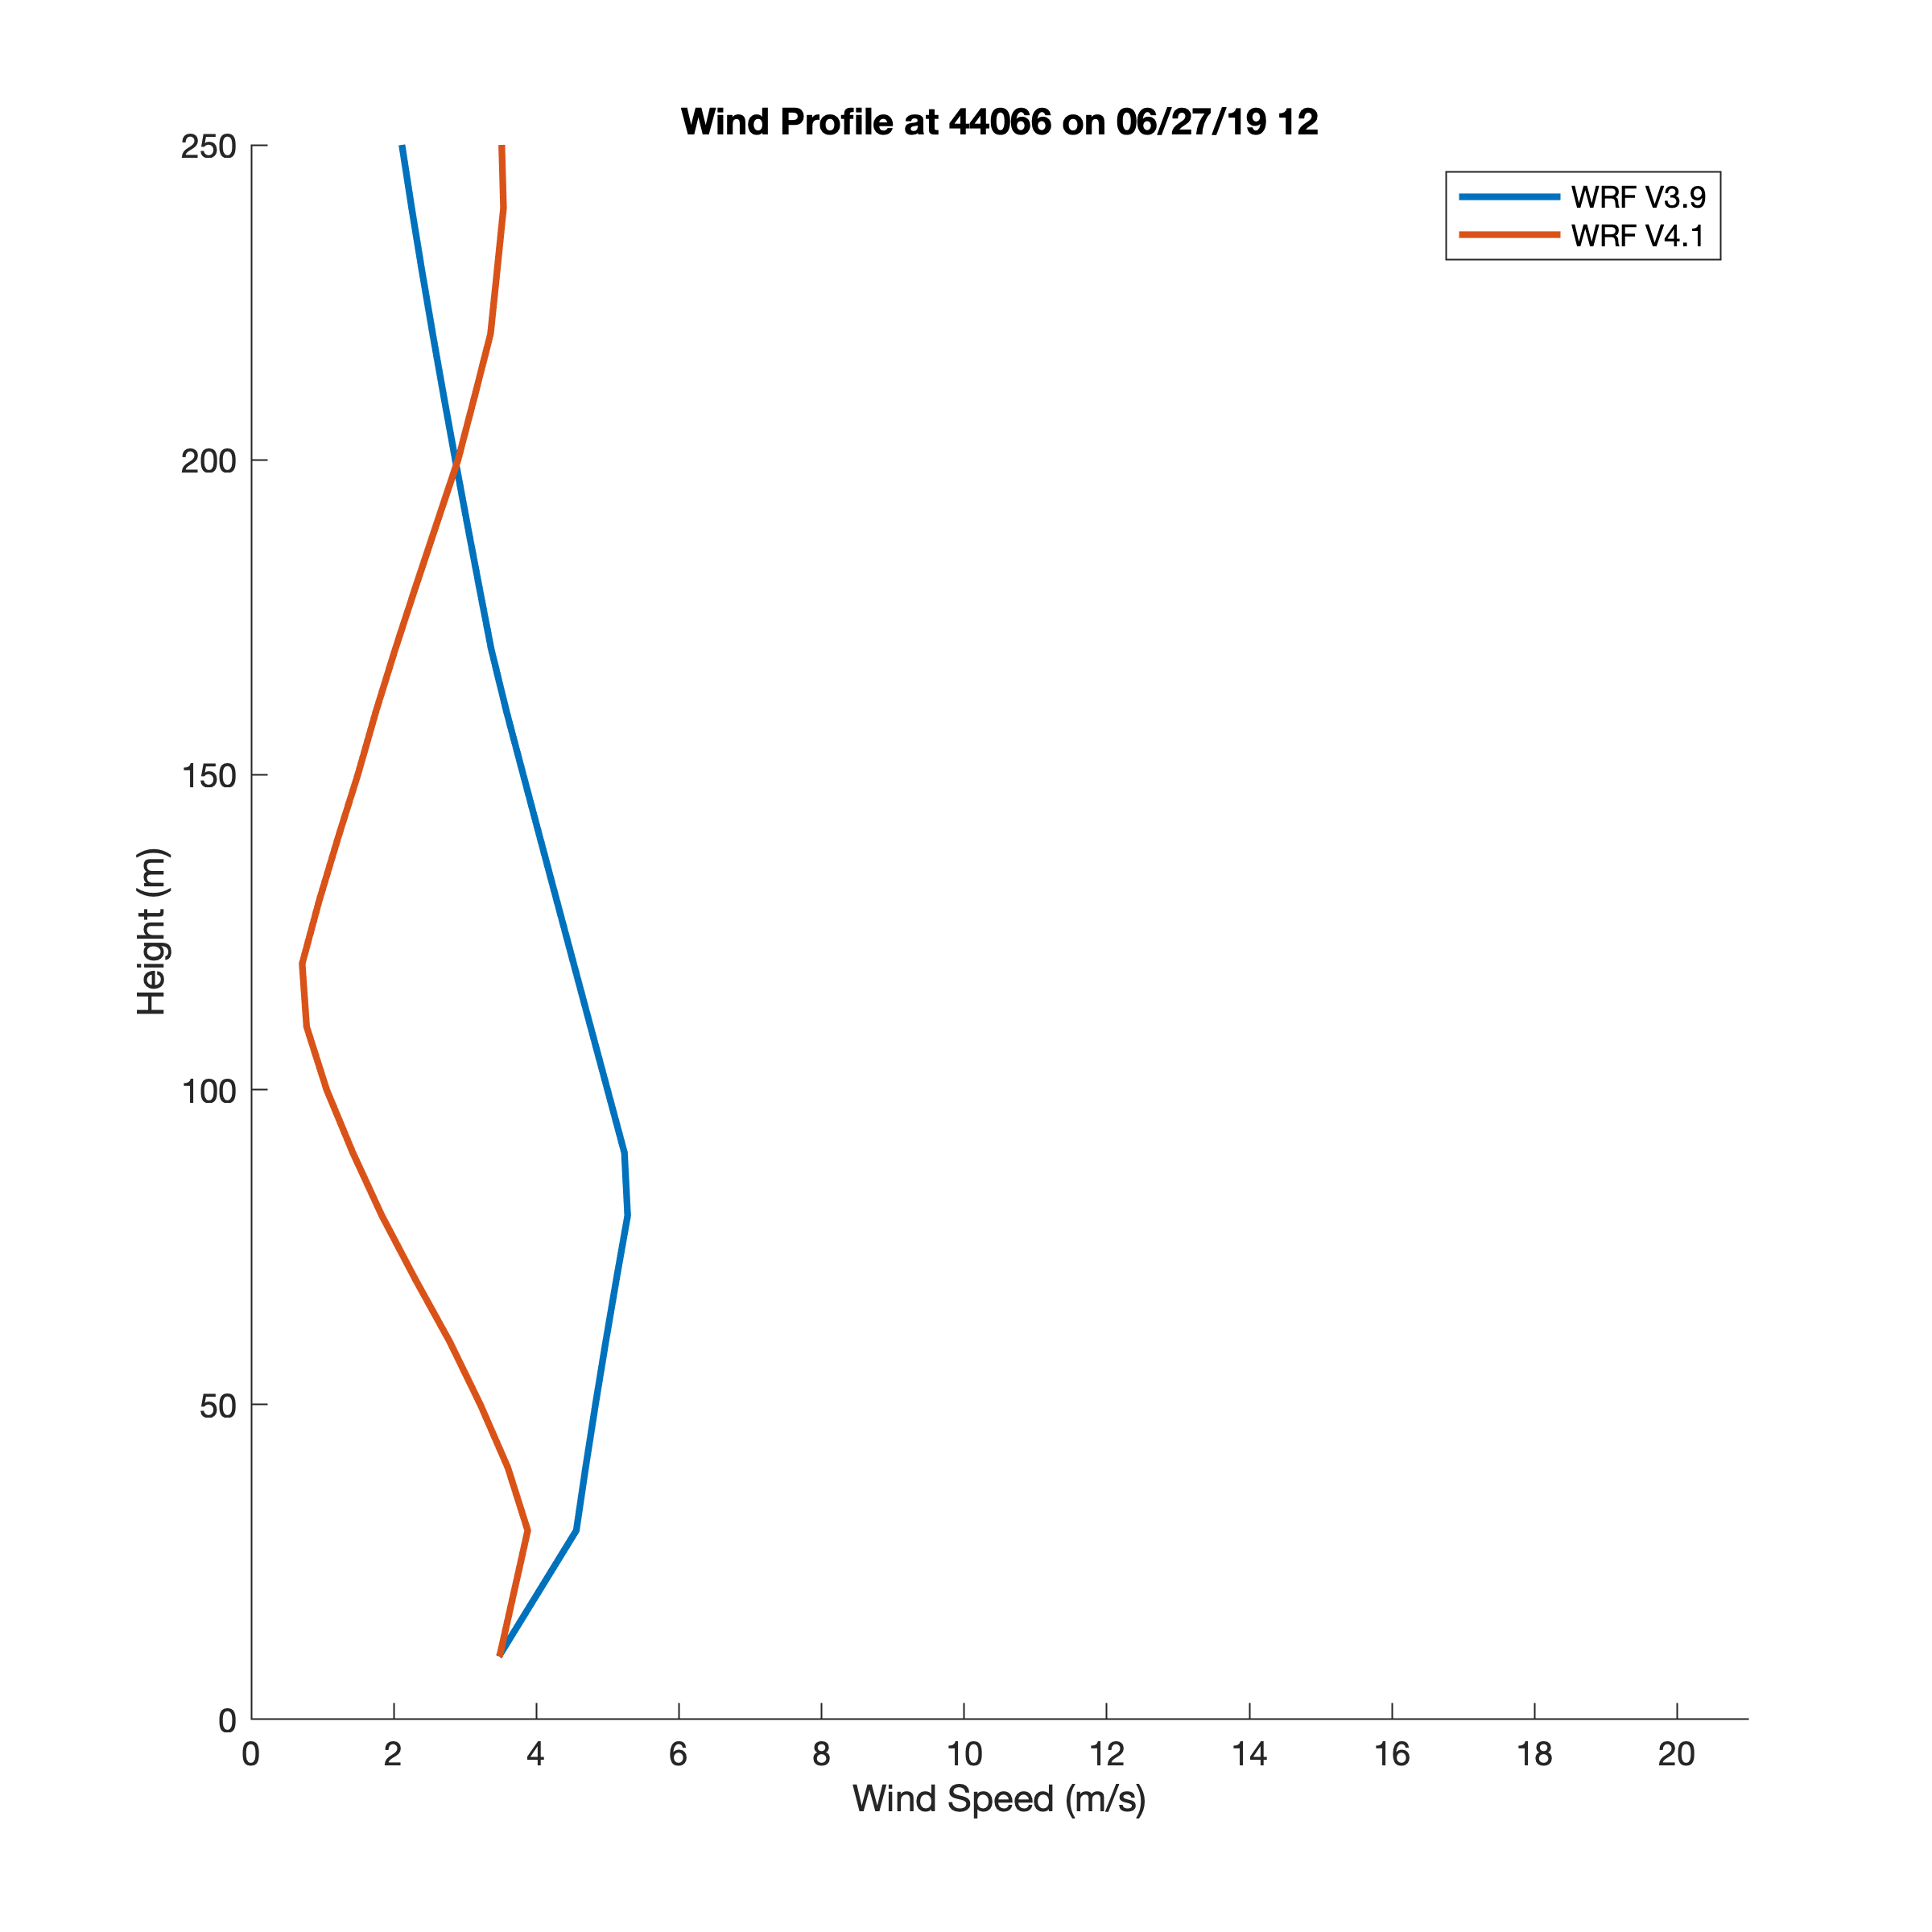 Wind Profile at 44066 on 06/27/19 12
WRF V3.9
WRF V4.1
250
200
150
100
50
0
Height (m)
0 2 4 6 8 10 12 14 16 18 20
Wind Speed (m/s)